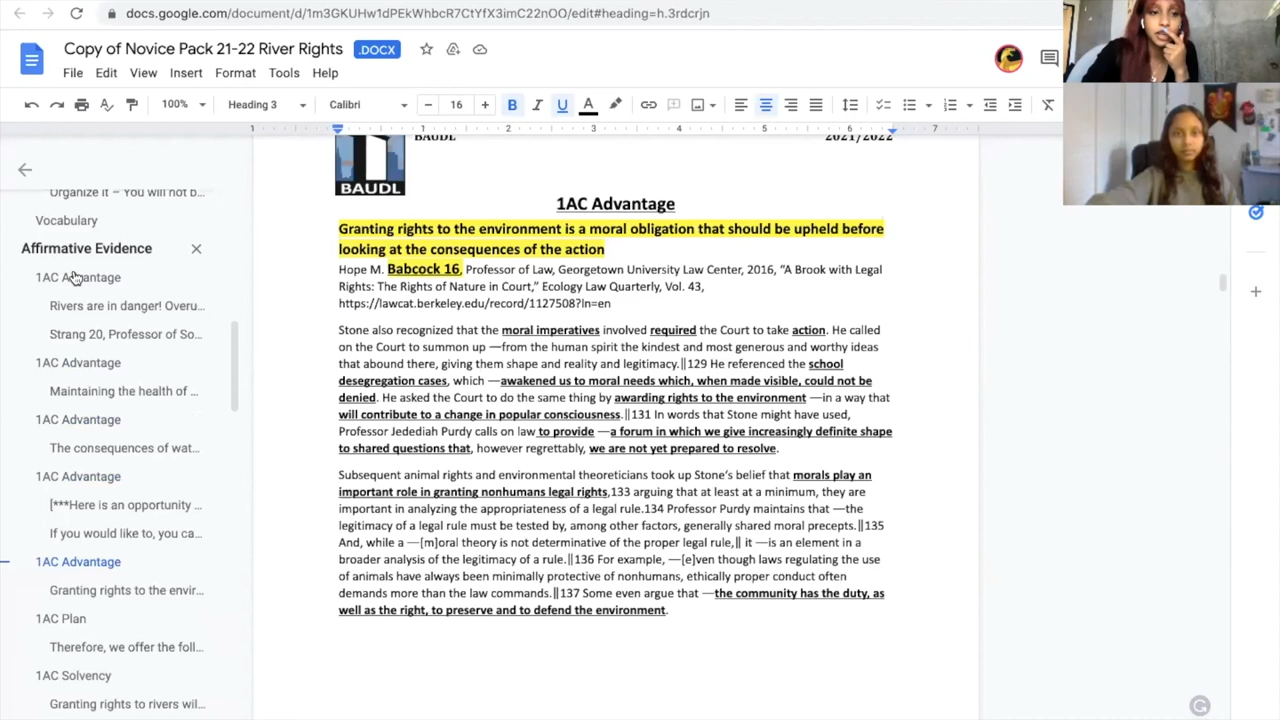 docs.google.com/document/d/1m3GKUHw1dPEkWhbcR7CtYfX3imC22nOO/edit#heading=h.3rdcrjn
Copy of Novice Pack 21-22 River Rights .DOCX
File Edit View Insert Format Tools Help
100% Heading 3 Calibri 16 B I U A
1 1 2 3 4 5 6 7
Organize it – You will not b...
Vocabulary
Affirmative Evidence
1AC Advantage
Rivers are in danger! Overu...
Strang 20, Professor of So...
1AC Advantage
Maintaining the health of ...
1AC Advantage
The consequences of wat...
1AC Advantage
[***Here is an opportunity ...
If you would like to, you ca...
1AC Advantage
Granting rights to the envir...
1AC Plan
Therefore, we offer the foll...
1AC Solvency
Granting rights to rivers wil...
BAUDL 2021/2022
BAUDL
1AC Advantage
Granting rights to the environment is a moral obligation that should be upheld before
looking at the consequences of the action
Hope M. Babcock 16, Professor of Law, Georgetown University Law Center, 2016, “A Brook with Legal
Rights: The Rights of Nature in Court,” Ecology Law Quarterly, Vol. 43,
https://lawcat.berkeley.edu/record/1127508?ln=en
Stone also recognized that the moral imperatives involved required the Court to take action. He called
on the Court to summon up ―from the human spirit the kindest and most generous and worthy ideas
that abound there, giving them shape and reality and legitimacy.‖129 He referenced the school
desegregation cases, which ―awakened us to moral needs which, when made visible, could not be
denied. He asked the Court to do the same thing by awarding rights to the environment ―in a way that
will contribute to a change in popular consciousness.‖131 In words that Stone might have used,
Professor Jedediah Purdy calls on law to provide ―a forum in which we give increasingly definite shape
to shared questions that, however regrettably, we are not yet prepared to resolve.
Subsequent animal rights and environmental theoreticians took up Stone‘s belief that morals play an
important role in granting nonhumans legal rights,133 arguing that at least at a minimum, they are
important in analyzing the appropriateness of a legal rule.134 Professor Purdy maintains that ―the
legitimacy of a legal rule must be tested by, among other factors, generally shared moral precepts.‖135
And, while a ―[m]oral theory is not determinative of the proper legal rule,‖ it ―is an element in a
broader analysis of the legitimacy of a rule.‖136 For example, ―[e]ven though laws regulating the use
of animals have always been minimally protective of nonhumans, ethically proper conduct often
demands more than the law commands.‖137 Some even argue that ―the community has the duty, as
well as the right, to preserve and to defend the environment.